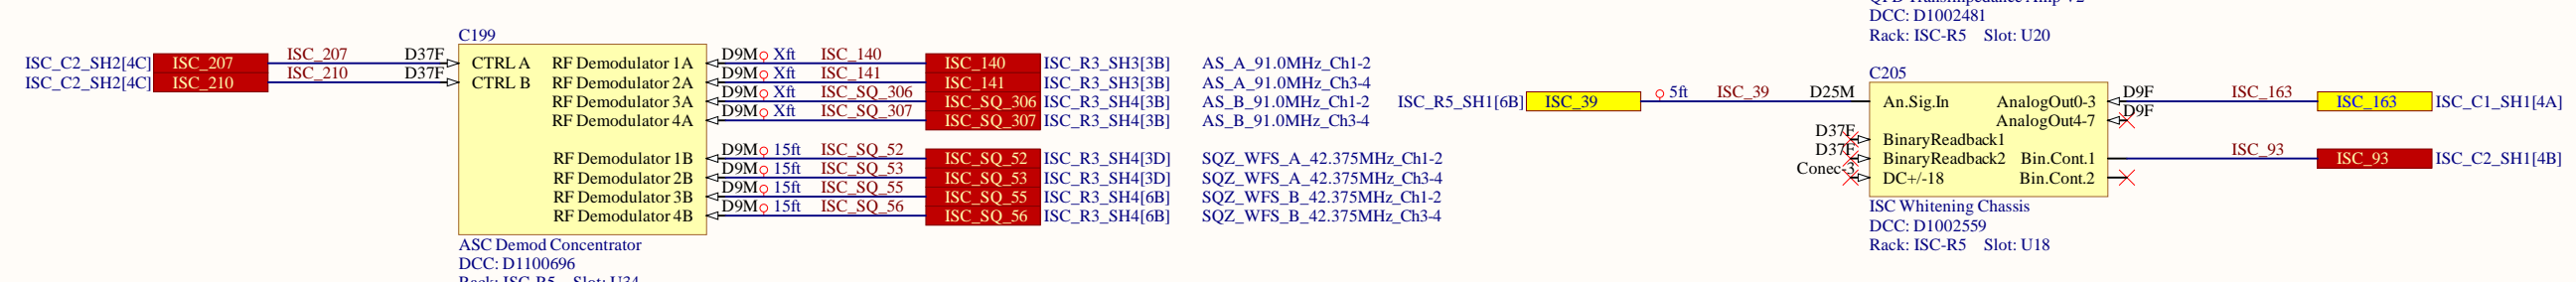 DCC: D1002481
Rack: ISC-R5 Slot: U20
C199
ISC_C2_SH2[4C] ISC_207 ISC_207 D37F CTRL A RF Demodulator 1A D9M Xft ISC_140 ISC_140 ISC_R3_SH3[3B] AS_A_91.0MHz_Ch1-2
ISC_C2_SH2[4C] ISC_210 ISC_210 D37F CTRL B RF Demodulator 2A D9M Xft ISC_141 ISC_141 ISC_R3_SH3[3B] AS_A_91.0MHz_Ch3-4
RF Demodulator 3A D9M Xft ISC_SQ_306 ISC_SQ_306 ISC_R3_SH4[3B] AS_B_91.0MHz_Ch1-2
RF Demodulator 4A D9M Xft ISC_SQ_307 ISC_SQ_307 ISC_R3_SH4[3B] AS_B_91.0MHz_Ch3-4
RF Demodulator 1B D9M 15ft ISC_SQ_52 ISC_SQ_52 ISC_R3_SH4[3D] SQZ_WFS_A_42.375MHz_Ch1-2
RF Demodulator 2B D9M 15ft ISC_SQ_53 ISC_SQ_53 ISC_R3_SH4[3D] SQZ_WFS_A_42.375MHz_Ch3-4
RF Demodulator 3B D9M 15ft ISC_SQ_55 ISC_SQ_55 ISC_R3_SH4[6B] SQZ_WFS_B_42.375MHz_Ch1-2
RF Demodulator 4B D9M 15ft ISC_SQ_56 ISC_SQ_56 ISC_R3_SH4[6B] SQZ_WFS_B_42.375MHz_Ch3-4
ASC Demod Concentrator
DCC: D1100696
Rack: ISC-R5 Slot: U34
C205
ISC_R5_SH1[6B] ISC_39 5ft ISC_39 D25M An.Sig.In AnalogOut0-3 D9F ISC_163 ISC_163 ISC_C1_SH1[4A]
AnalogOut4-7 D9F
D37F BinaryReadback1
D37F BinaryReadback2 Bin.Cont.1 ISC_93 ISC_93 ISC_C2_SH1[4B]
Conec-3 DC+/-18 Bin.Cont.2
ISC Whitening Chassis
DCC: D1002559
Rack: ISC-R5 Slot: U18